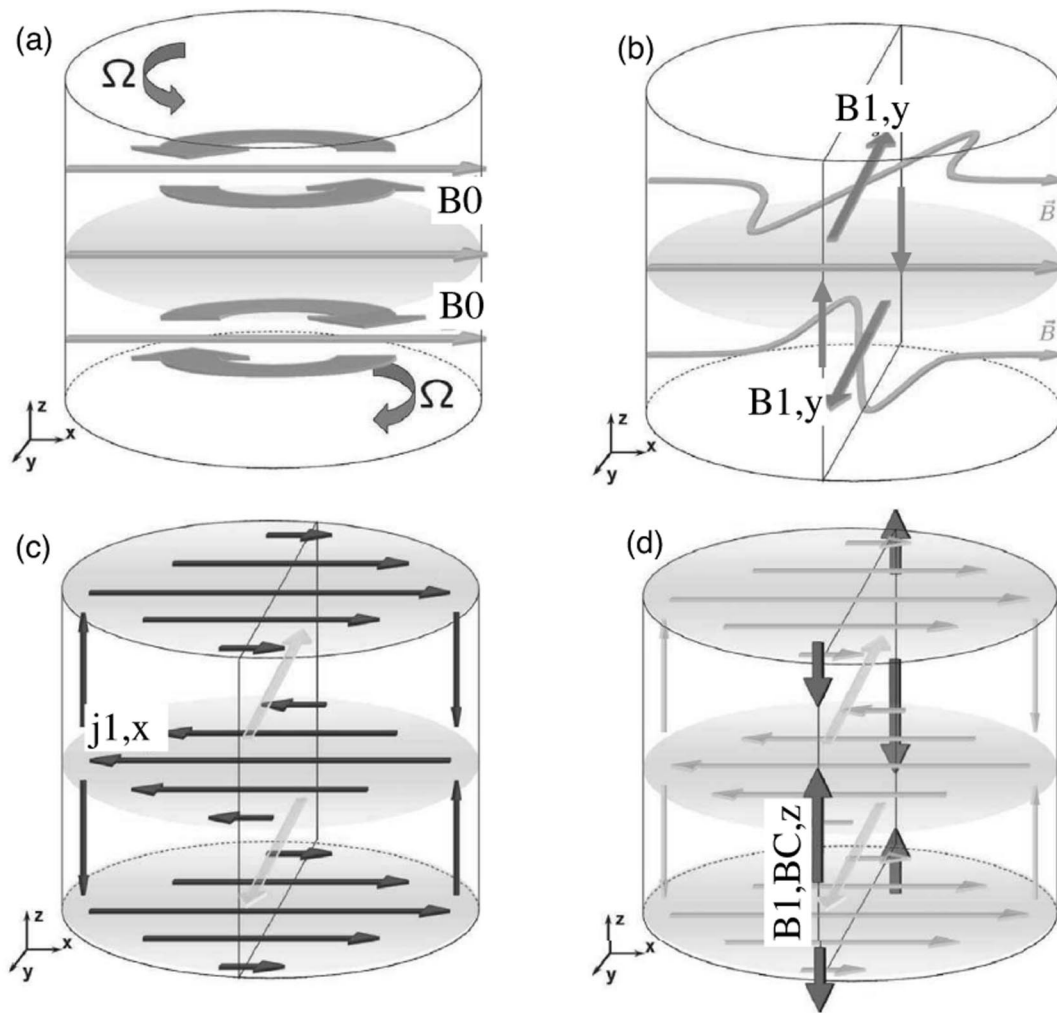 (a)
Ω
B0
B0
Ω
z
x
y
(b)
B1,y
B⃗
B⃗
B1,y
z
x
y
(c)
j1,x
z
x
y
(d)
B1,BC,z
z
x
y